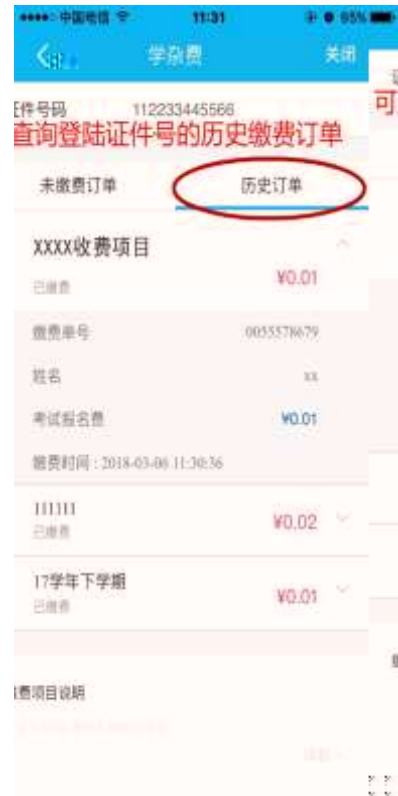 中国电信 11:31 95%
学杂费 关闭
证件号码 112233445566
查询登陆证件号的历史缴费订单
可
未缴费订单 历史订单
XXXX收费项目
已缴费 ¥0.01
缴费单号 0055578679
姓名 xx
考试报名费 ¥0.01
缴费时间 : 2018-03-06 11:30:36
111111
已缴费 ¥0.02
17学年下学期
已缴费 ¥0.01
缴费项目说明